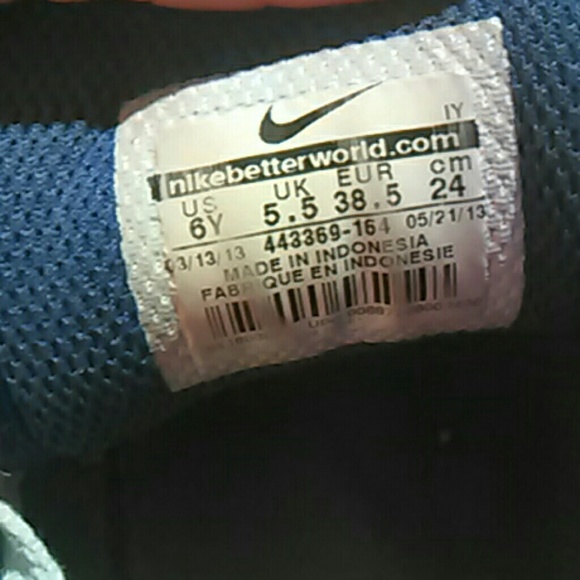 IY
nikebetterworld.com
US UK EUR cm
6Y 5.5 38.5 24
03/13/13 443369-164 05/21/13
MADE IN INDONESIA
FABRIQUE EN INDONESIE